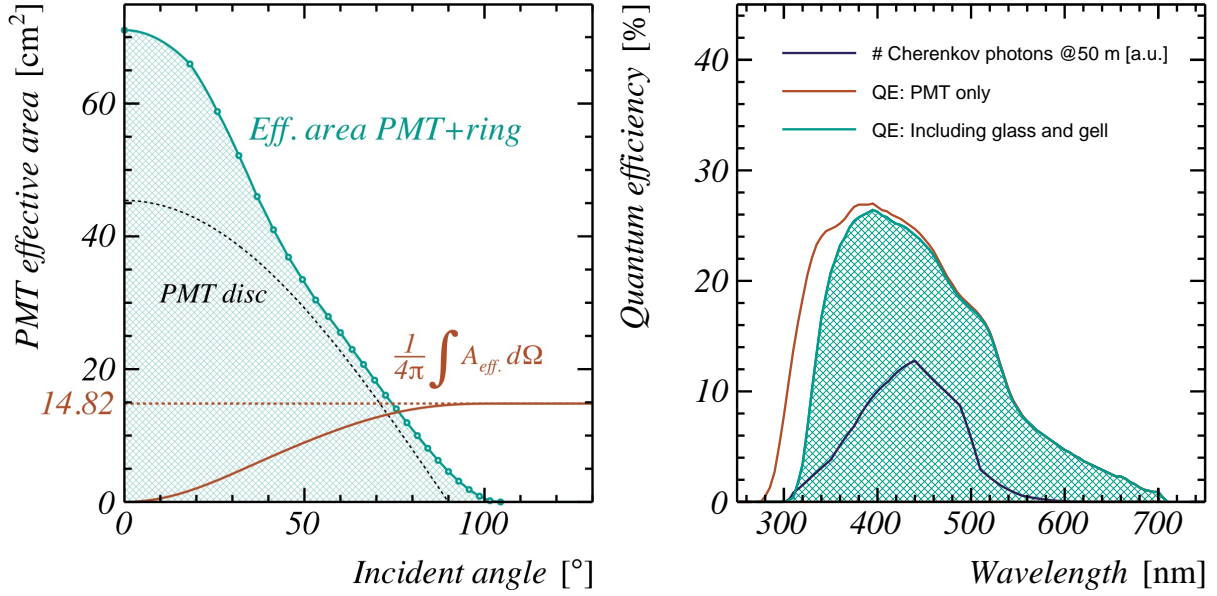 PMT effective area [cm²]
60
40
20
14.82
0
0
50
100
Incident angle [°]
Eff. area PMT+ring
PMT disc
1/4π ∫ A_eff. dΩ
Quantum efficiency [%]
40
30
20
10
0
300
400
500
600
700
Wavelength [nm]
# Cherenkov photons @50 m [a.u.]
QE: PMT only
QE: Including glass and gell